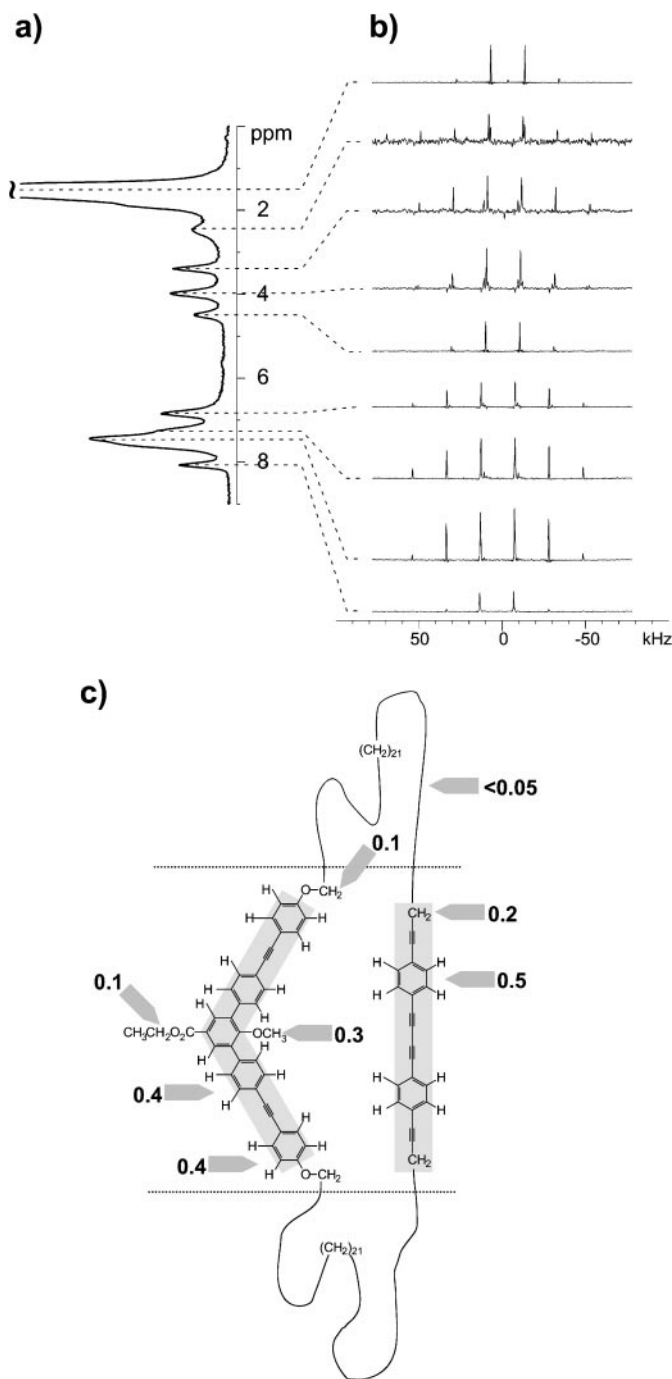 a)
b)
ppm
2
4
6
8
50
0
-50
kHz
c)
(CH2)21
<0.05
0.1
O-CH2
H H
H H
CH2
0.2
H H
H H
0.5
H H
H H
0.1
H H
CH3CH2O2C
OCH3
0.3
H H
H H
0.4
H H
H H
0.4
H H
H H
O-CH2
CH2
(CH2)21